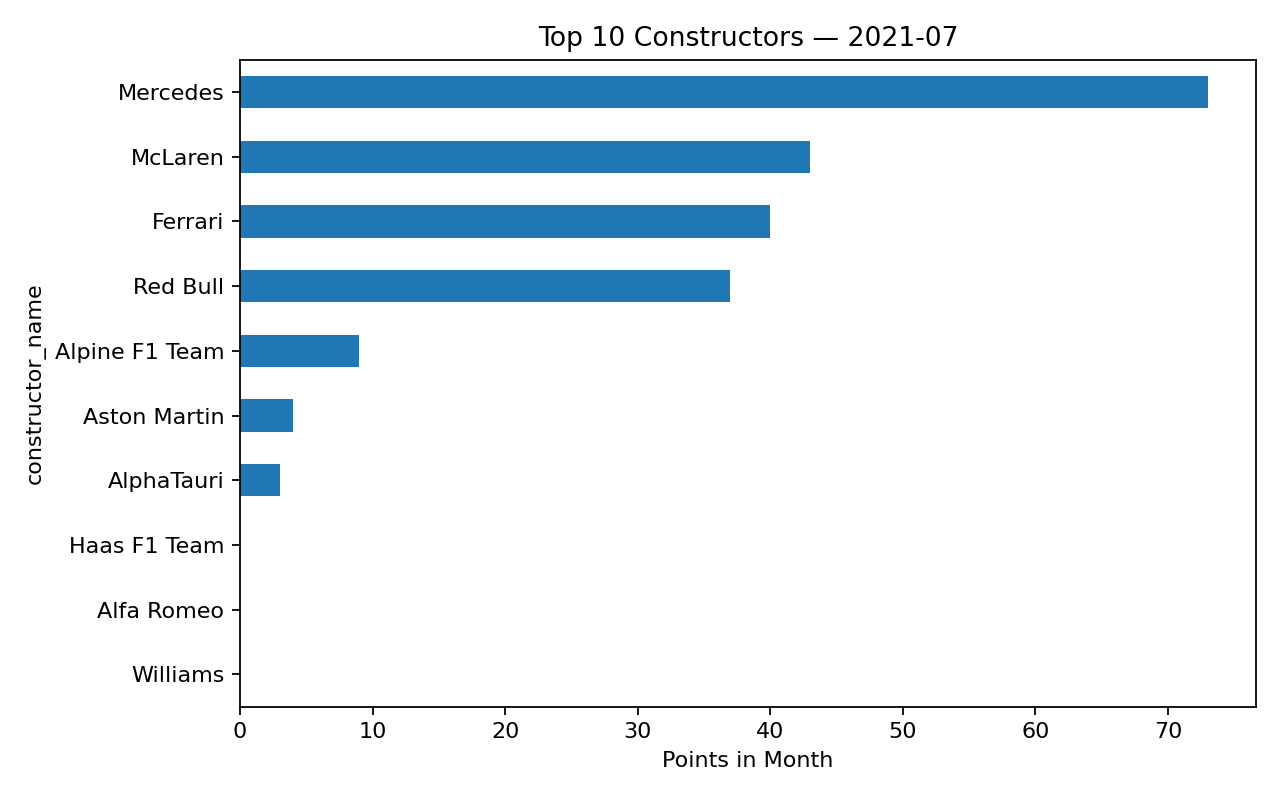 Top 10 Constructors — 2021-07
Mercedes
McLaren
Ferrari
Red Bull
Alpine F1 Team
Aston Martin
AlphaTauri
Haas F1 Team
Alfa Romeo
Williams
constructor_name
0 10 20 30 40 50 60 70
Points in Month